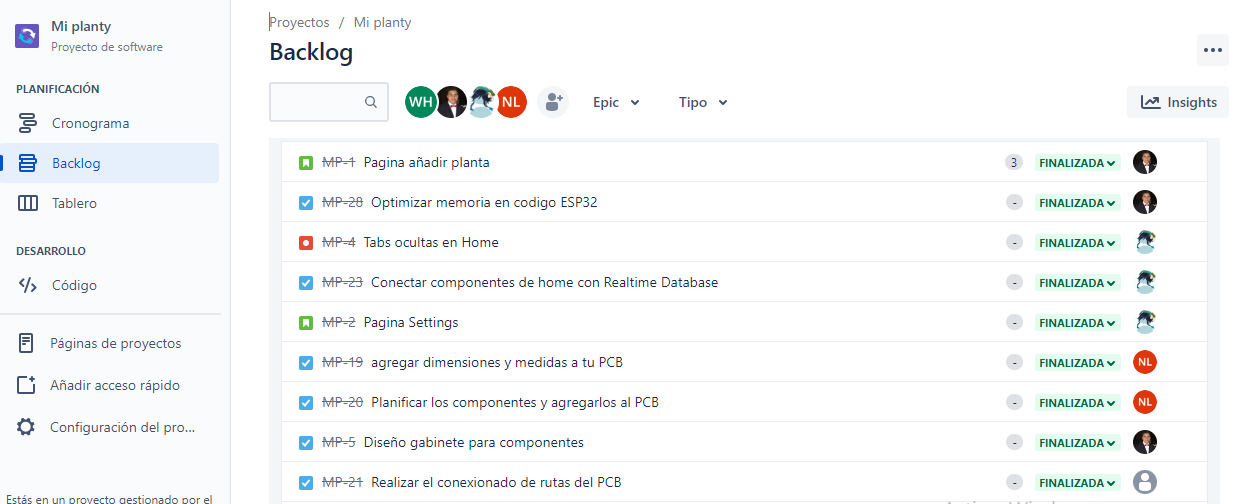 Mi planty
Proyecto de software
PLANIFICACIÓN
Cronograma
Backlog
Tablero
DESARROLLO
Código
Páginas de proyectos
Añadir acceso rápido
Configuración del pro...
Estás en un proyecto gestionado por el
Proyectos / Mi planty
Backlog
WH NL Epic Tipo Insights
MP-1 Pagina añadir planta 3 FINALIZADA
MP-28 Optimizar memoria en codigo ESP32 - FINALIZADA
MP-4 Tabs ocultas en Home - FINALIZADA
MP-23 Conectar componentes de home con Realtime Database - FINALIZADA
MP-2 Pagina Settings - FINALIZADA
MP-19 agregar dimensiones y medidas a tu PCB - FINALIZADA NL
MP-20 Planificar los componentes y agregarlos al PCB - FINALIZADA NL
MP-5 Diseño gabinete para componentes - FINALIZADA
MP-21 Realizar el conexionado de rutas del PCB - FINALIZADA